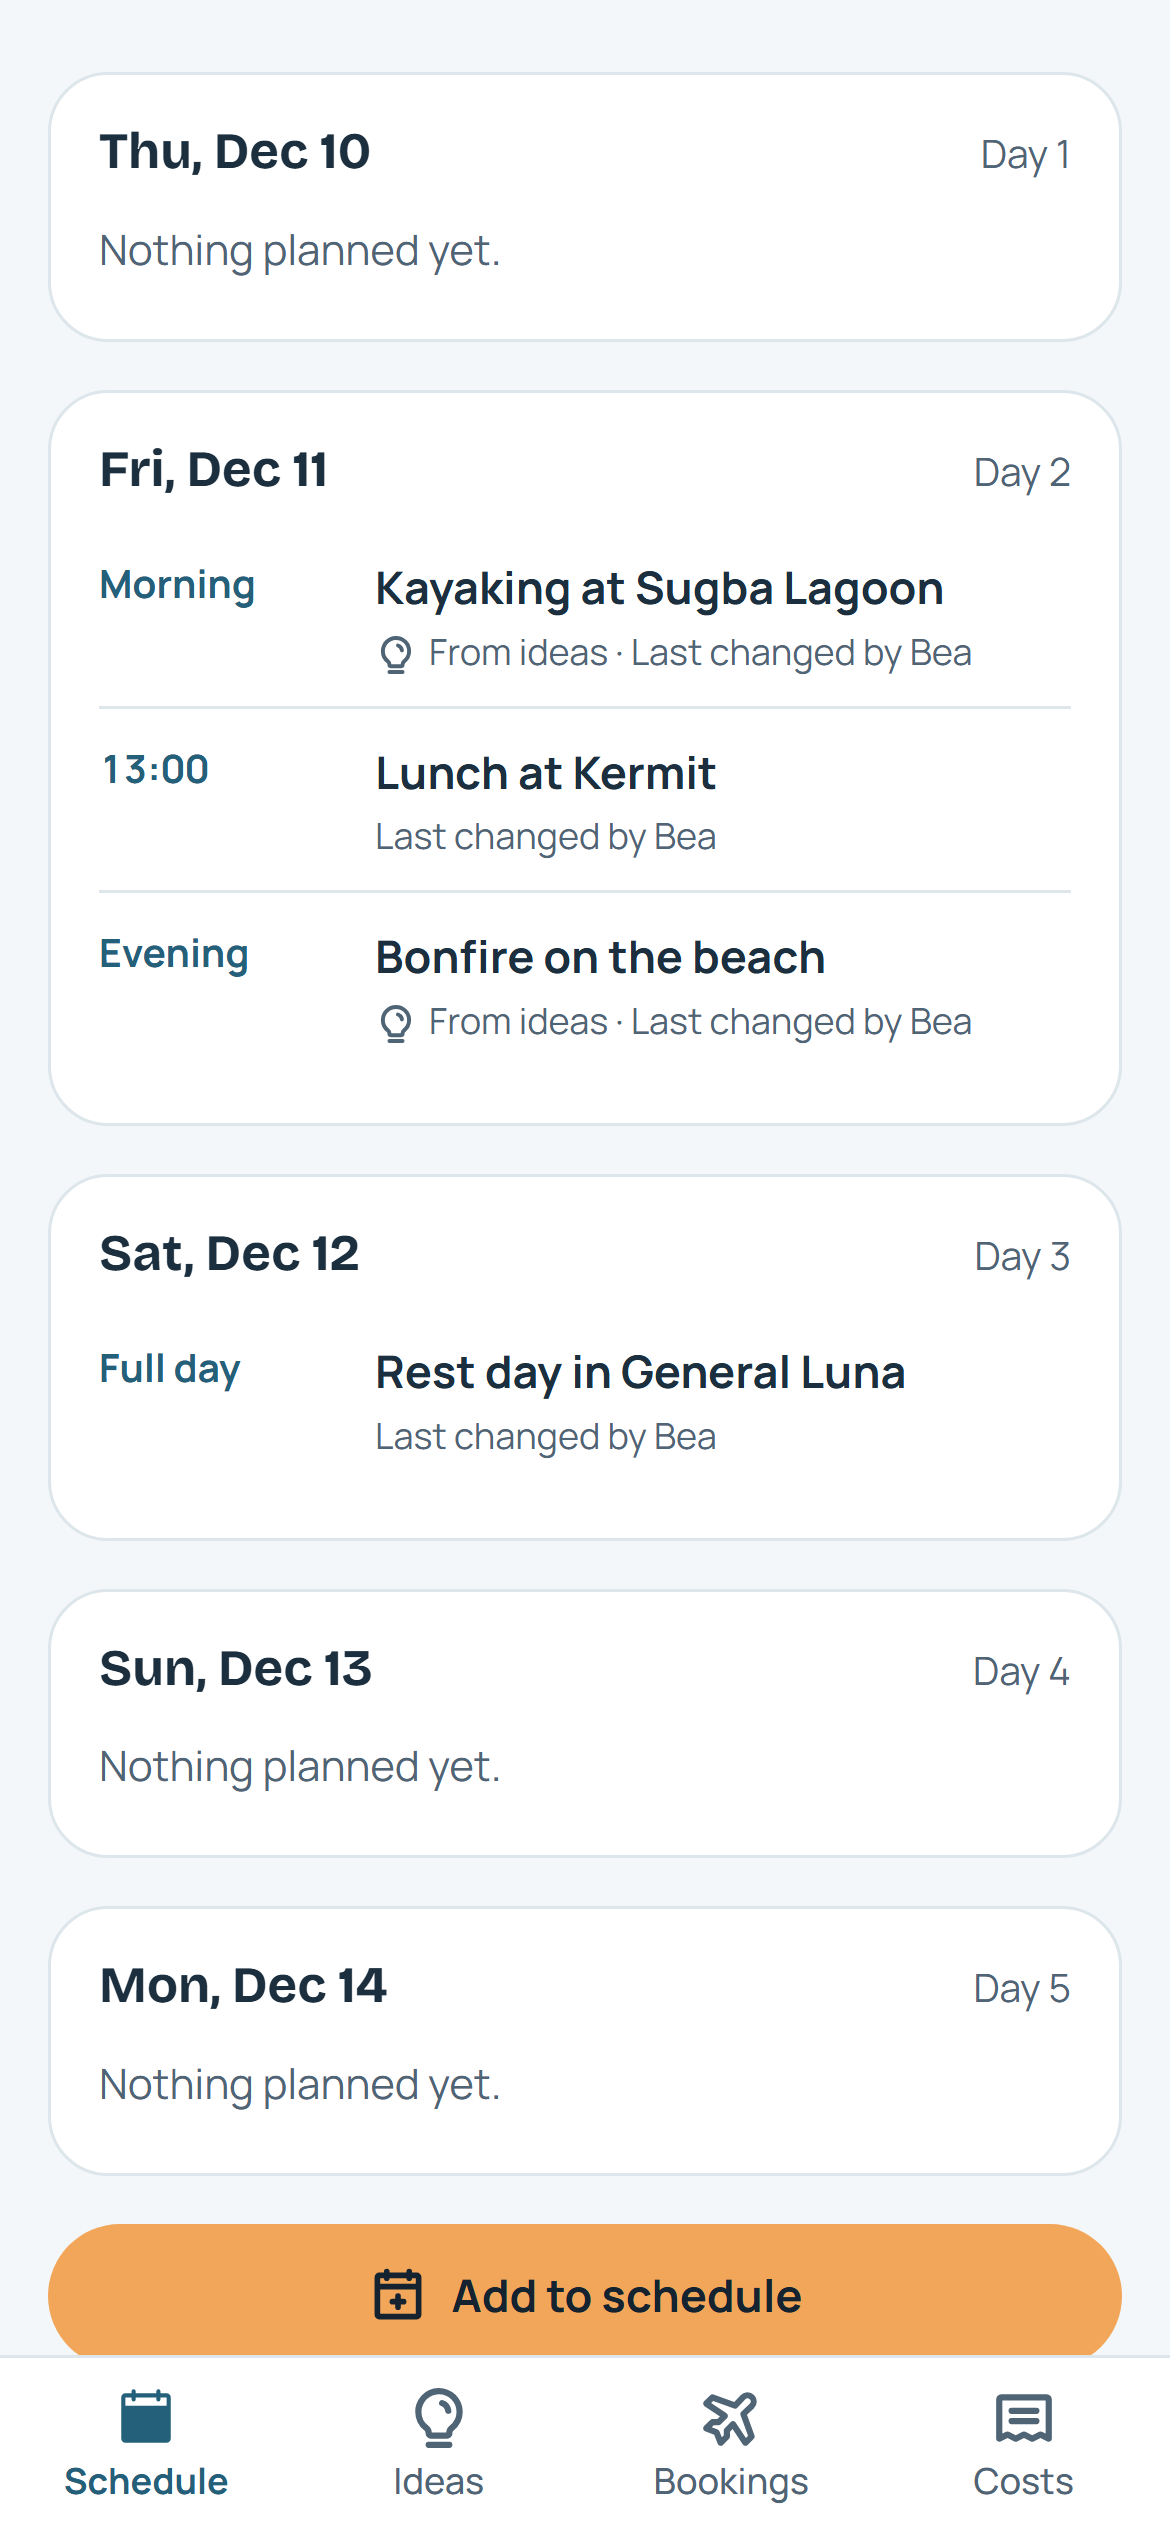 Thu, Dec 10
Day 1
Nothing planned yet.
Fri, Dec 11
Day 2
Morning
Kayaking at Sugba Lagoon
From ideas · Last changed by Bea
13:00
Lunch at Kermit
Last changed by Bea
Evening
Bonfire on the beach
From ideas · Last changed by Bea
Sat, Dec 12
Day 3
Full day
Rest day in General Luna
Last changed by Bea
Sun, Dec 13
Day 4
Nothing planned yet.
Mon, Dec 14
Day 5
Nothing planned yet.
Add to schedule
Schedule
Ideas
Bookings
Costs